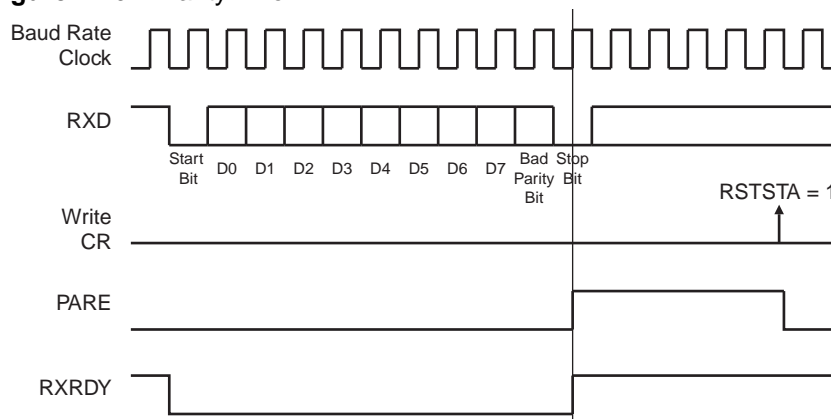 Baud Rate
Clock
RXD
Start
Bit
D0 D1 D2 D3 D4 D5 D6 D7
Bad
Parity
Bit
Stop
Bit
RSTSTA = 1
Write
CR
PARE
RXRDY